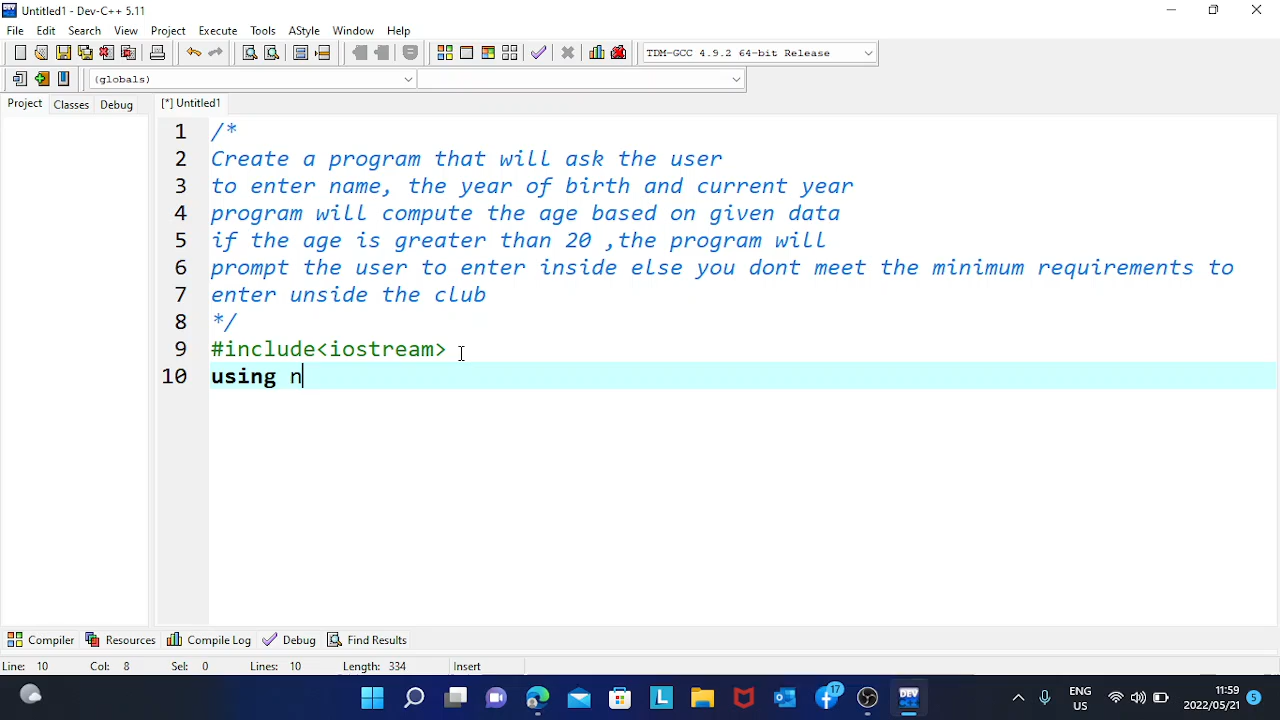 Untitled1 - Dev-C++ 5.11
File Edit Search View Project Execute Tools AStyle Window Help
TDM-GCC 4.9.2 64-bit Release
(globals)
Project Classes Debug [*] Untitled1
1 /*
2 Create a program that will ask the user
3 to enter name, the year of birth and current year
4 program will compute the age based on given data
5 if the age is greater than 20 ,the program will
6 prompt the user to enter inside else you dont meet the minimum requirements to
7 enter unside the club
8 */
9 #include<iostream>
10 using n
Compiler Resources Compile Log Debug Find Results
Line: 10 Col: 8 Sel: 0 Lines: 10 Length: 334 Insert
L 17 DEV ENG 11:59
US 2022/05/21 5